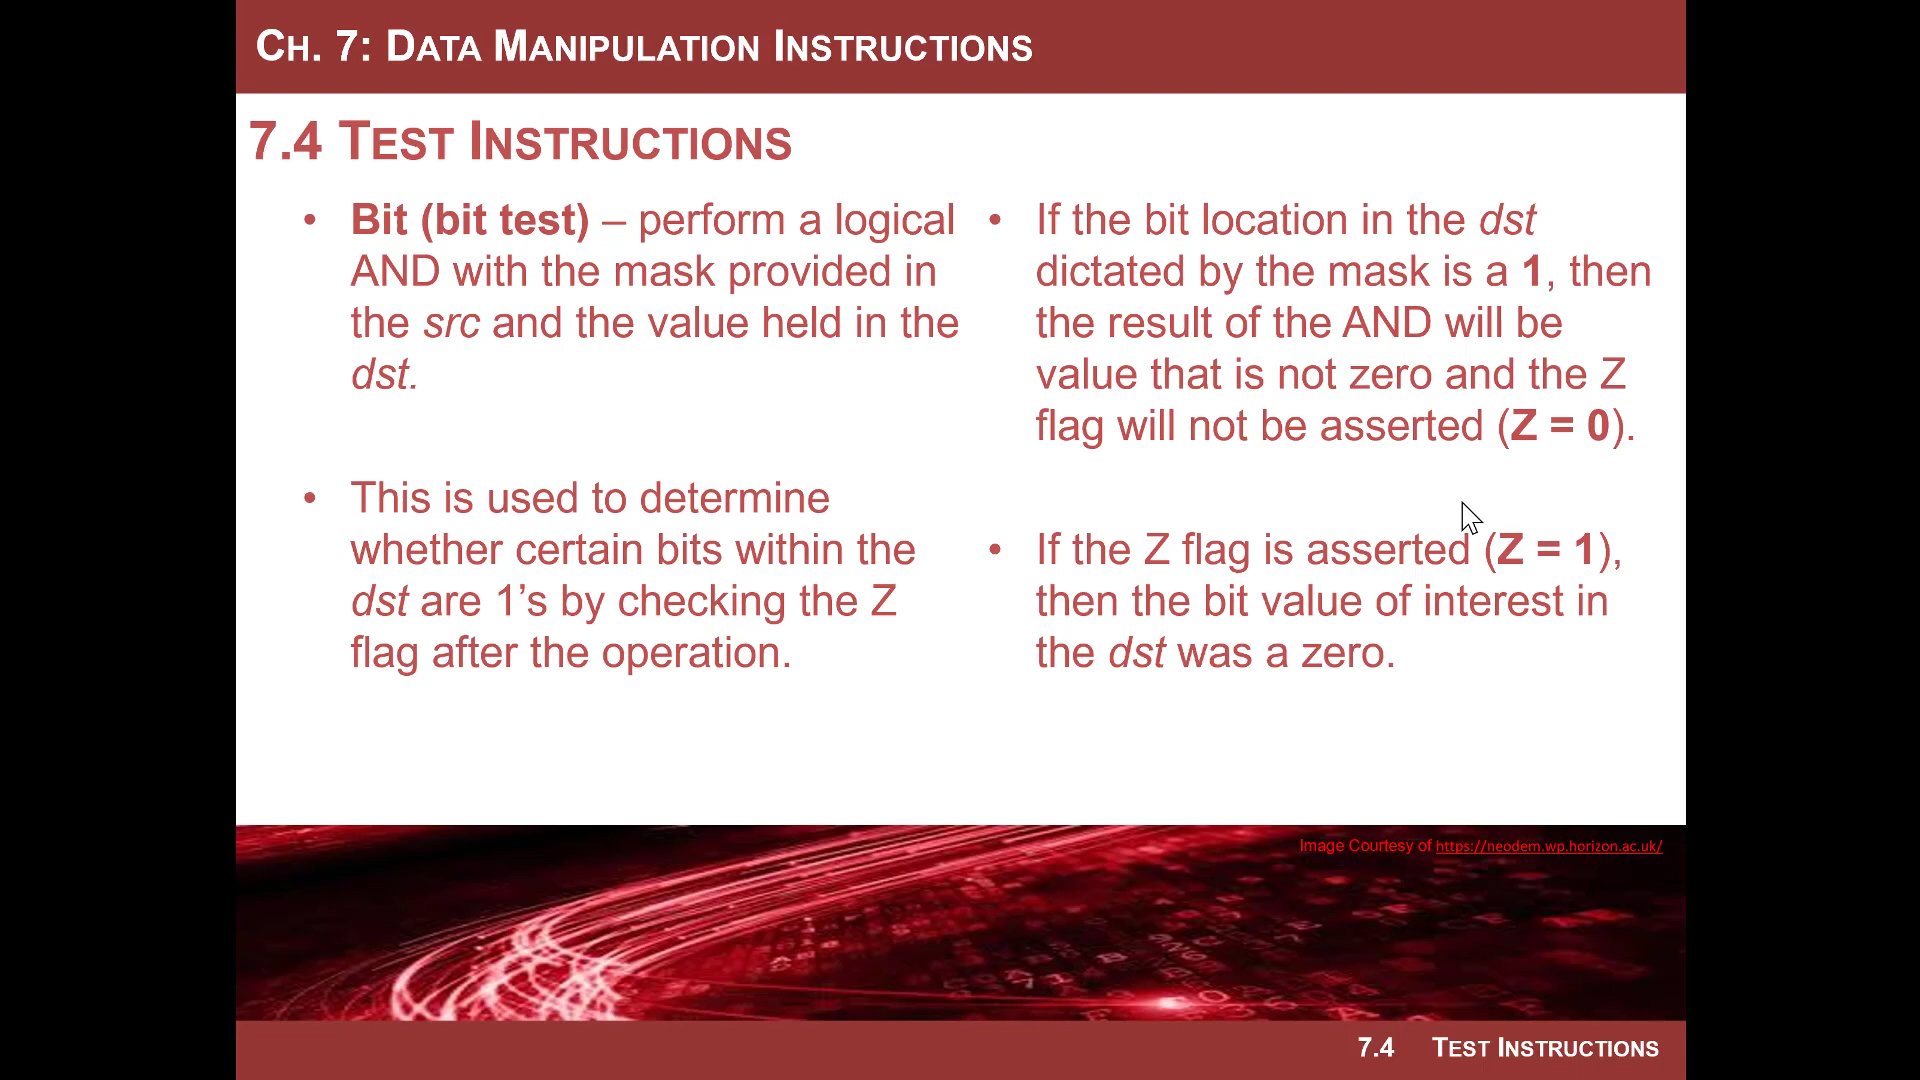 CH. 7: DATA MANIPULATION INSTRUCTIONS
7.4 TEST INSTRUCTIONS
• Bit (bit test) – perform a logical
AND with the mask provided in
the src and the value held in the
dst.
• This is used to determine
whether certain bits within the
dst are 1’s by checking the Z
flag after the operation.
• If the bit location in the dst
dictated by the mask is a 1, then
the result of the AND will be
value that is not zero and the Z
flag will not be asserted (Z = 0).
• If the Z flag is asserted (Z = 1),
then the bit value of interest in
the dst was a zero.
Image Courtesy of https://neodem.wp.horizon.ac.uk/
7.4 TEST INSTRUCTIONS